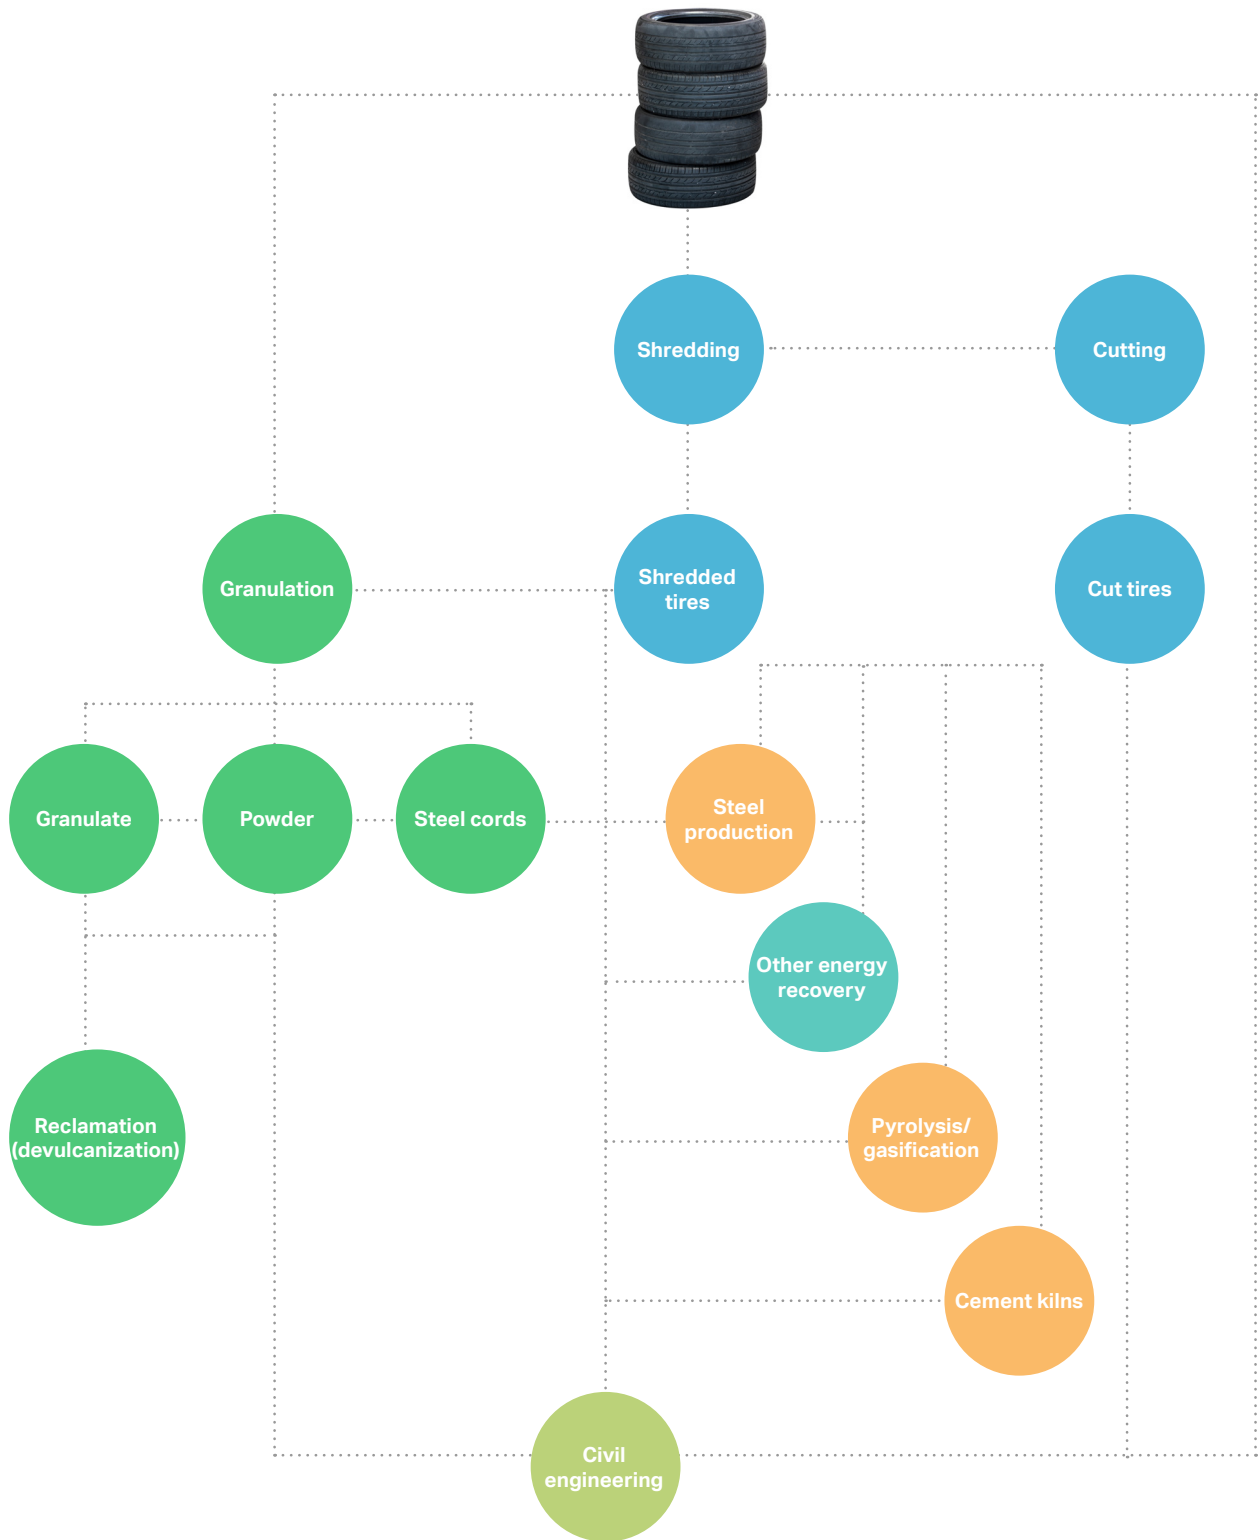 Shredding
Cutting
Granulation
Shredded
tires
Cut tires
Granulate
Powder
Steel cords
Steel
production
Other energy
recovery
Reclamation
(devulcanization)
Pyrolysis/
gasification
Cement kilns
Civil
engineering